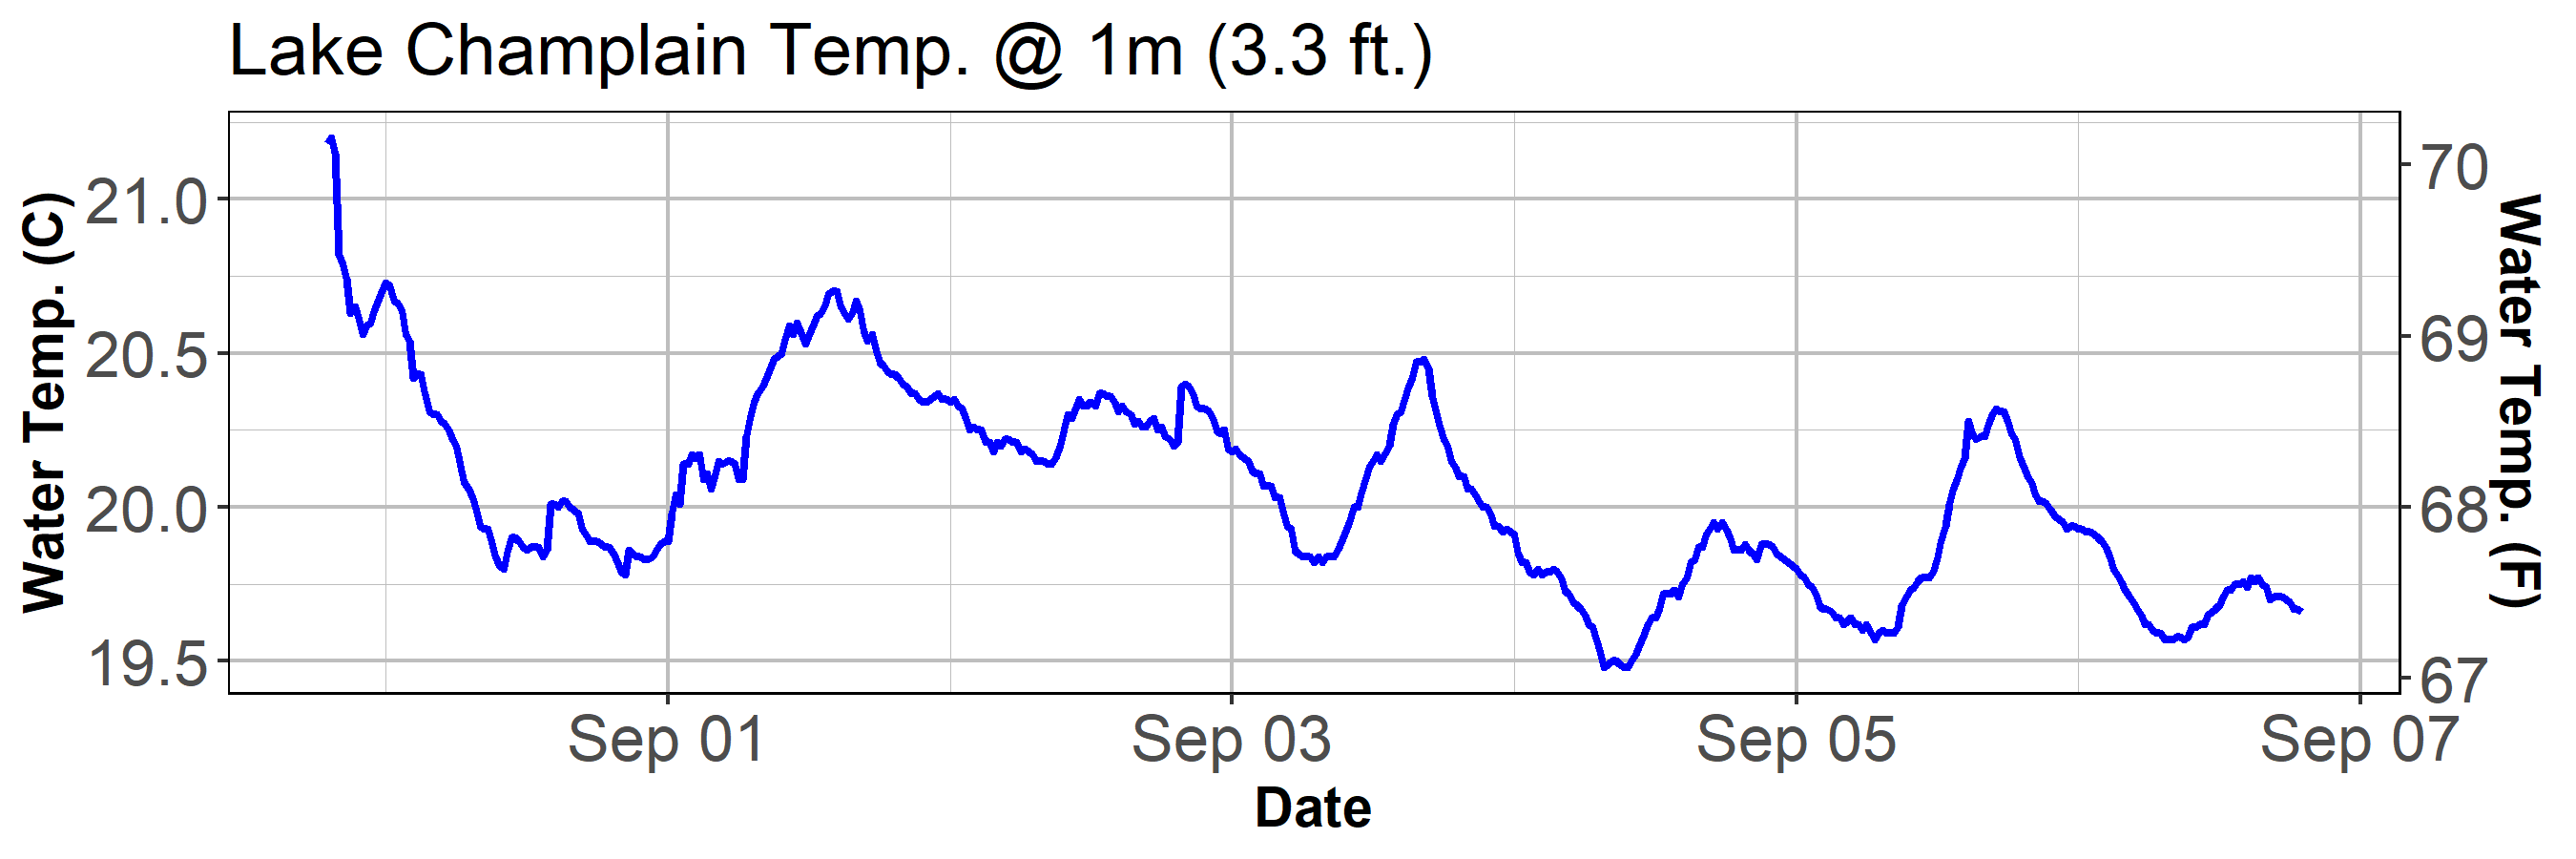 Lake Champlain Temp. @ 1m (3.3 ft.)
Water Temp. (C)
21.0
20.5
20.0
19.5
70
69
68
67
Water Temp. (F)
Sep 01 Sep 03 Sep 05 Sep 07
Date